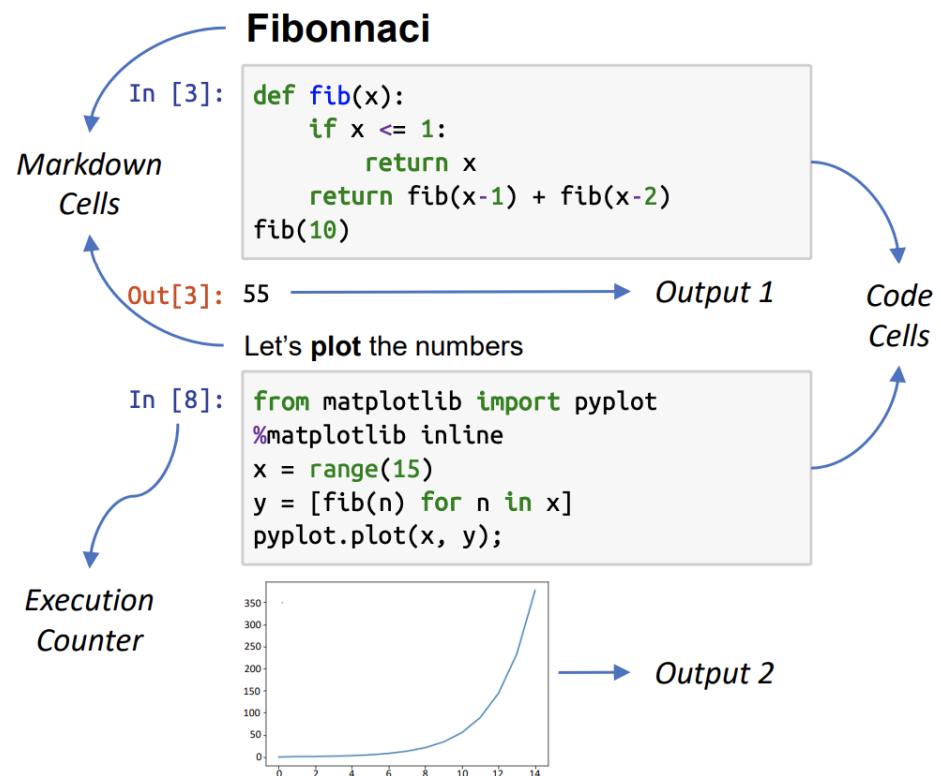 Fibonnaci
In [3]:
def fib(x):
    if x <= 1:
        return x
    return fib(x-1) + fib(x-2)
fib(10)
Markdown
Cells
Out[3]: 55
Output 1
Code
Cells
Let's plot the numbers
In [8]:
from matplotlib import pyplot
%matplotlib inline
x = range(15)
y = [fib(n) for n in x]
pyplot.plot(x, y);
Execution
Counter
350
300
250
200
150
100
50
0
0 2 4 6 8 10 12 14
Output 2